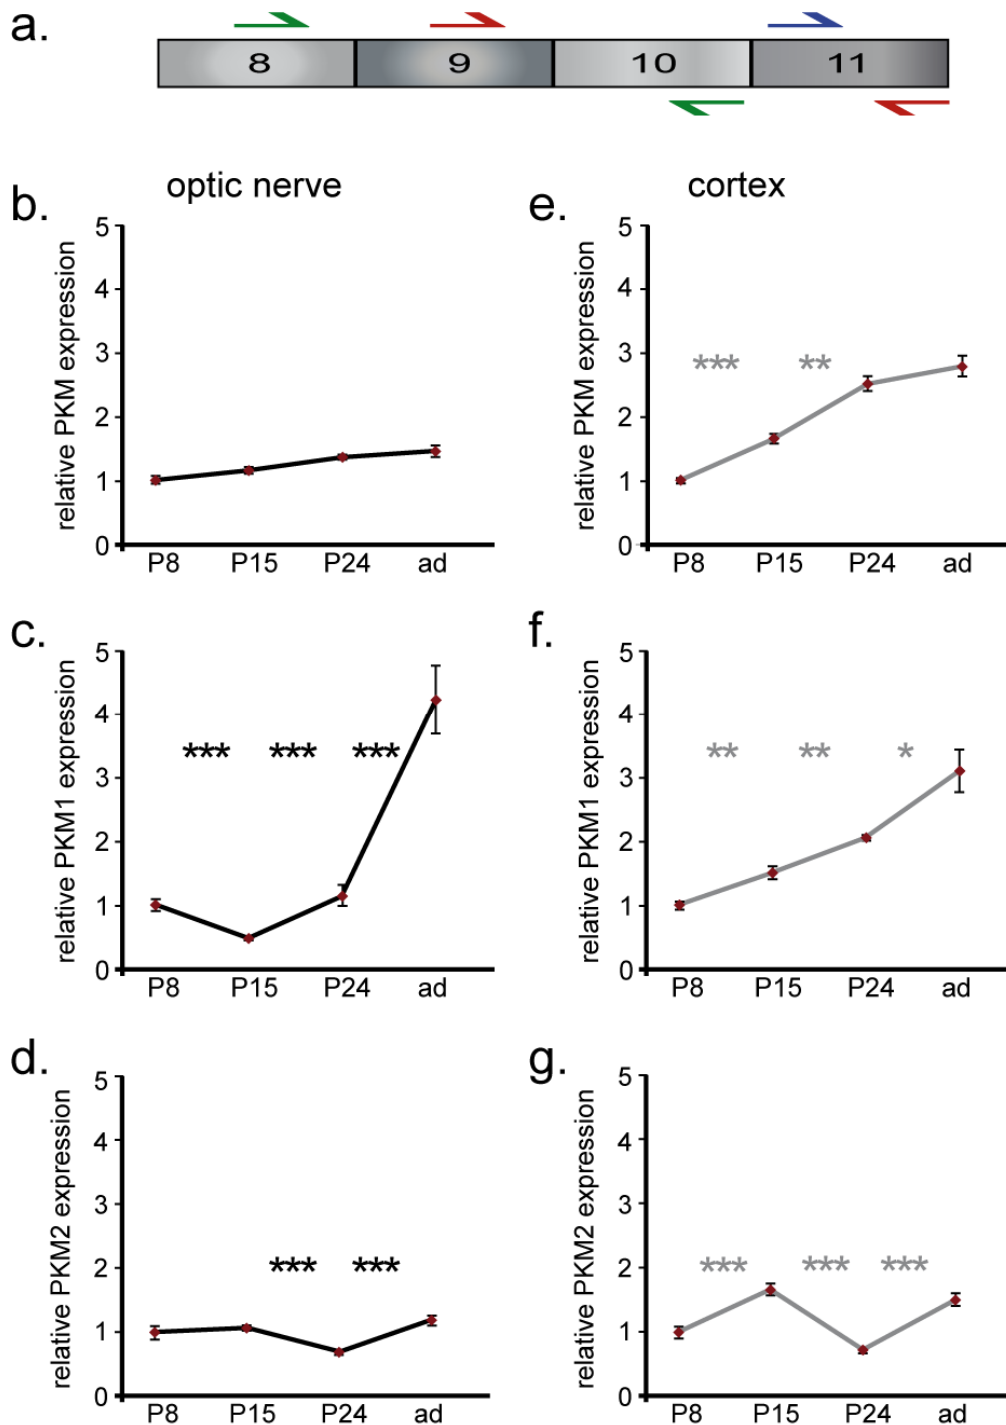 a.
8 9 10 11
optic nerve
b.
relative PKM expression
5
4
3
2
1
0
P8 P15 P24 ad
cortex
e.
relative PKM expression
5
4
3
2
1
0
*** **
P8 P15 P24 ad
c.
relative PKM1 expression
5
4
3
2
1
0
*** *** ***
P8 P15 P24 ad
f.
relative PKM1 expression
5
4
3
2
1
0
** ** *
P8 P15 P24 ad
d.
relative PKM2 expression
5
4
3
2
1
0
*** ***
P8 P15 P24 ad
g.
relative PKM2 expression
5
4
3
2
1
0
*** *** ***
P8 P15 P24 ad